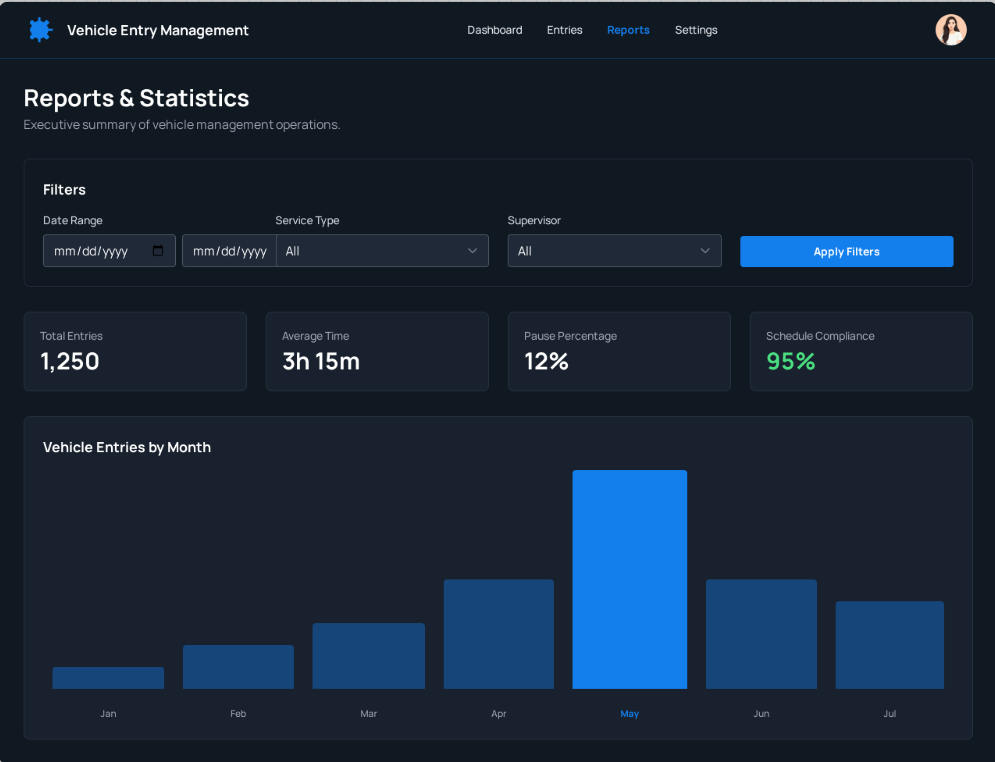 Vehicle Entry Management
Dashboard Entries Reports Settings
Reports & Statistics
Executive summary of vehicle management operations.
Filters
Date Range Service Type Supervisor
mm/dd/yyyy mm/dd/yyyy All All Apply Filters
Total Entries Average Time Pause Percentage Schedule Compliance
1,250 3h 15m 12% 95%
Vehicle Entries by Month
Jan Feb Mar Apr May Jun Jul